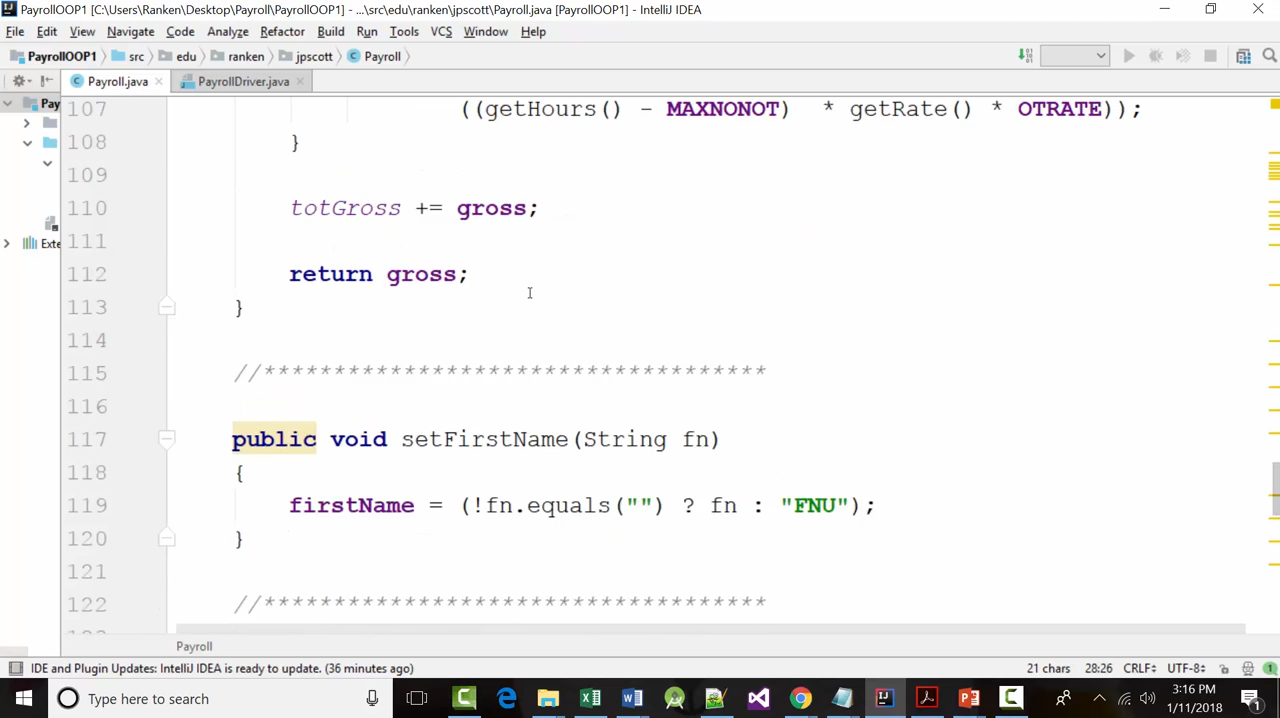 PayrollOOP1 [C:\Users\Ranken\Desktop\Payroll\PayrollOOP1] - ...\src\edu\ranken\jpscott\Payroll.java [PayrollOOP1] - IntelliJ IDEA
File Edit View Navigate Code Analyze Refactor Build Run Tools VCS Window Help
PayrollOOP1 src edu ranken jpscott Payroll
Payroll.java PayrollDriver.java
Pay
Exte
107 ((getHours() - MAXNONOT) * getRate() * OTRATE));
108 }
109
110 totGross += gross;
111
112 return gross;
113 }
114
115 //************************************
116
117 public void setFirstName(String fn)
118 {
119 firstName = (!fn.equals("") ? fn : "FNU");
120 }
121
122 //************************************
Payroll
IDE and Plugin Updates: IntelliJ IDEA is ready to update. (36 minutes ago) 21 chars 28:26 CRLF UTF-8 1
Type here to search 3:16 PM
1/11/2018 1